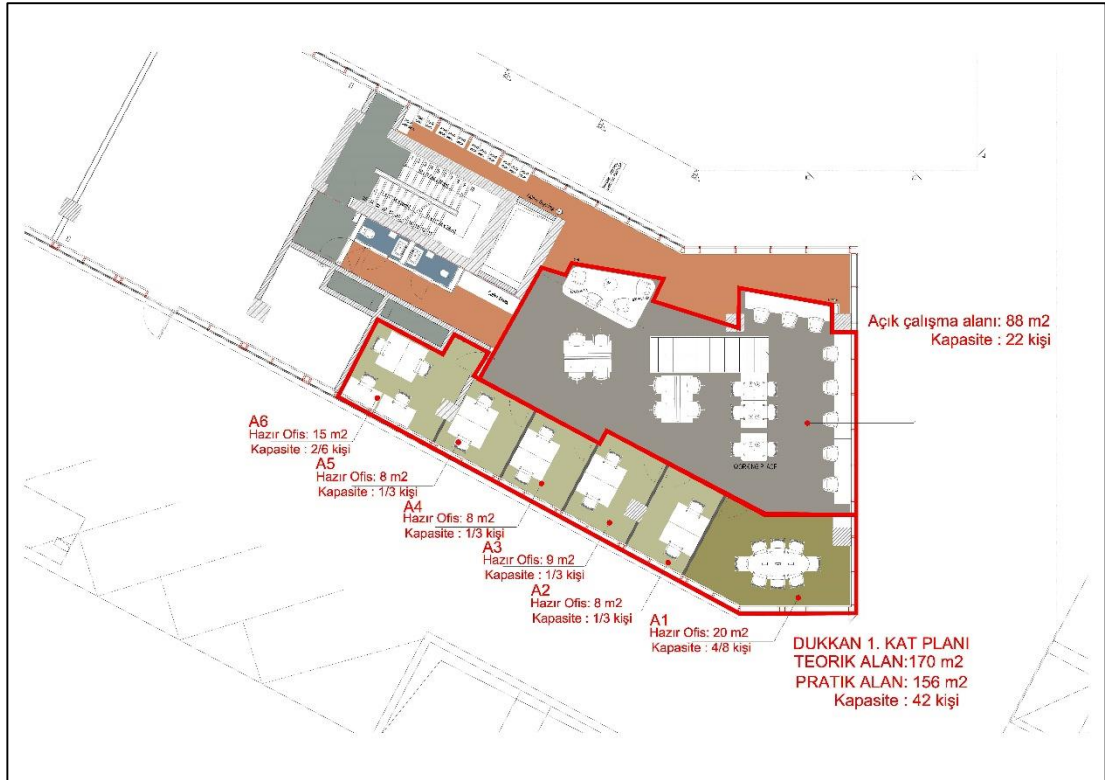 Açık çalışma alanı: 88 m2
Kapasite : 22 kişi
WORKING PLACE
A6
Hazır Ofis: 15 m2
Kapasite : 2/6 kişi
A5
Hazır Ofis: 8 m2
Kapasite : 1/3 kişi
A4
Hazır Ofis: 8 m2
Kapasite : 1/3 kişi
A3
Hazır Ofis: 9 m2
Kapasite : 1/3 kişi
A2
Hazır Ofis: 8 m2
Kapasite : 1/3 kişi
A1
Hazır Ofis: 20 m2
Kapasite : 4/8 kişi
DUKKAN 1. KAT PLANI
TEORIK ALAN:170 m2
PRATIK ALAN: 156 m2
Kapasite : 42 kişi